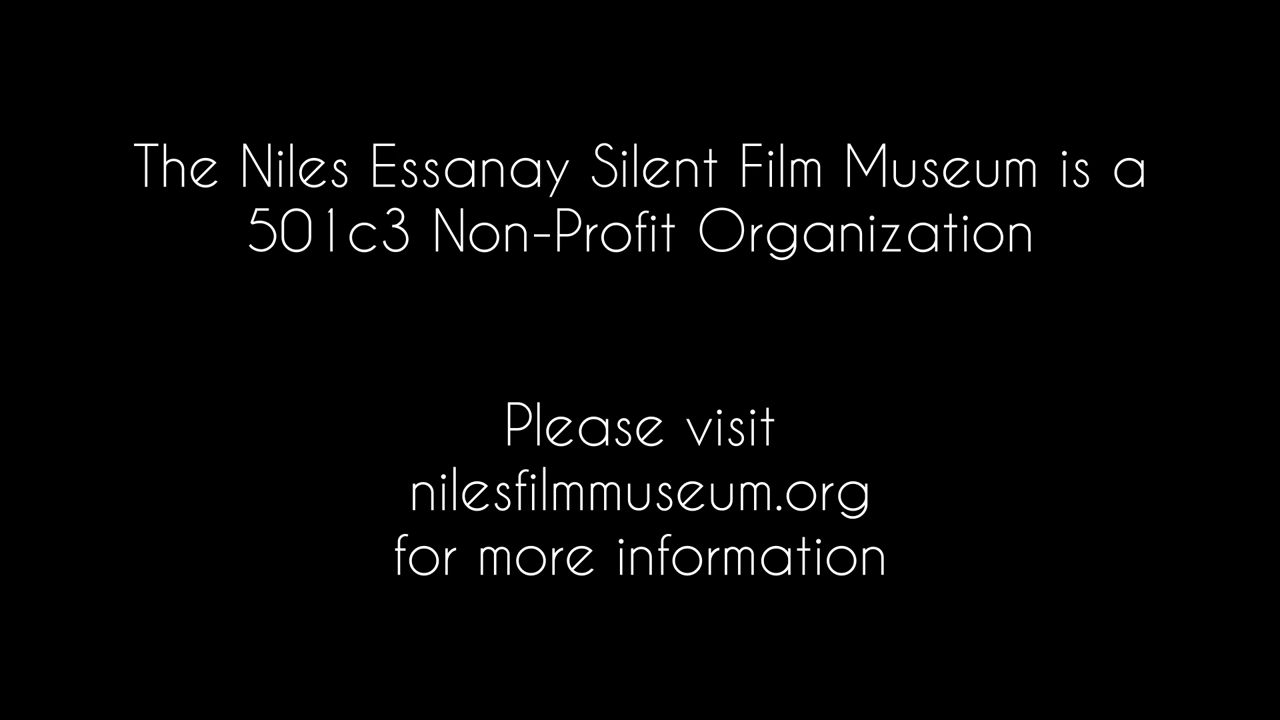 The Niles Essanay Silent Film Museum is a
501c3 Non-Profit Organization
Please visit
nilesfilmmuseum.org
for more information